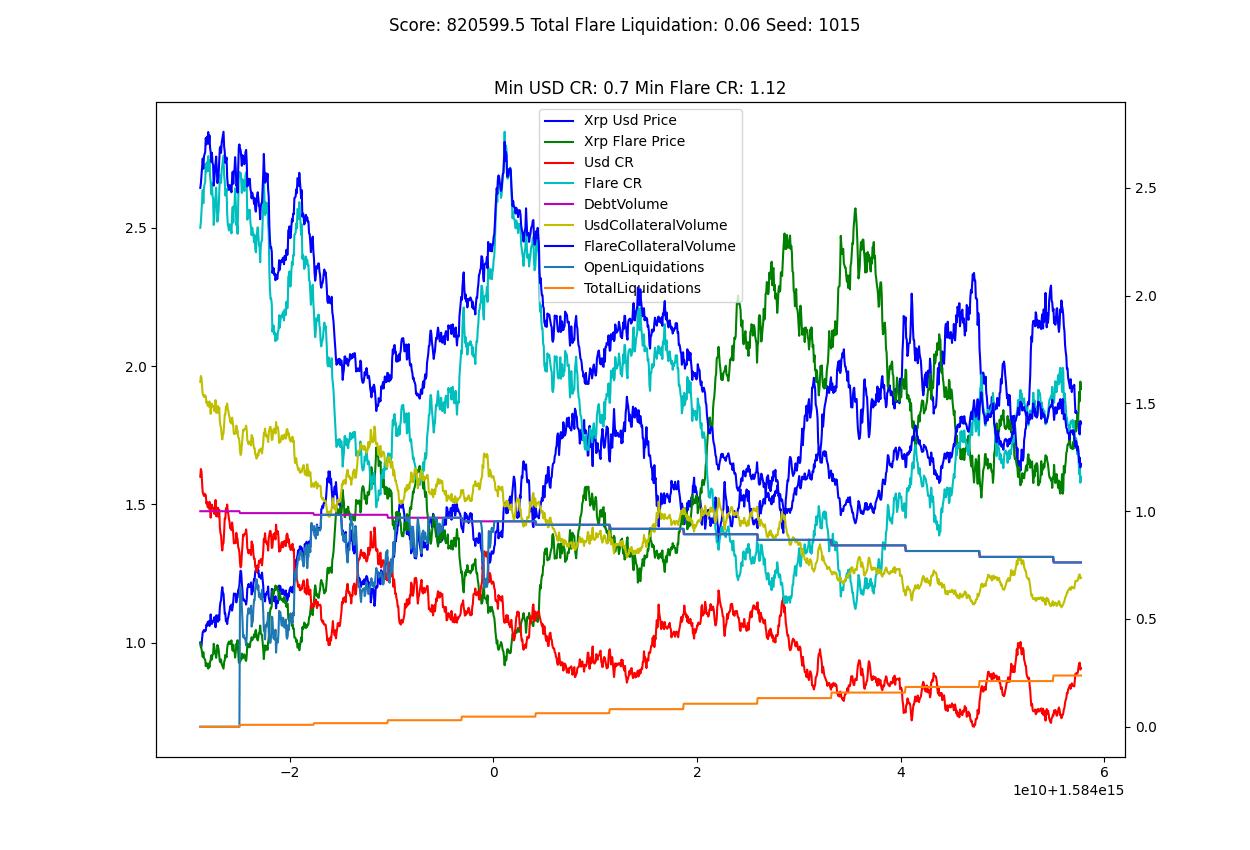 Score: 820599.5 Total Flare Liquidation: 0.06 Seed: 1015
Min USD CR: 0.7 Min Flare CR: 1.12
Xrp Usd Price
Xrp Flare Price
Usd CR
Flare CR
DebtVolume
UsdCollateralVolume
FlareCollateralVolume
OpenLiquidations
TotalLiquidations
2.5
2.0
1.5
1.0
2.5
2.0
1.5
1.0
0.5
0.0
−2
0
2
4
6
1e10+1.584e15